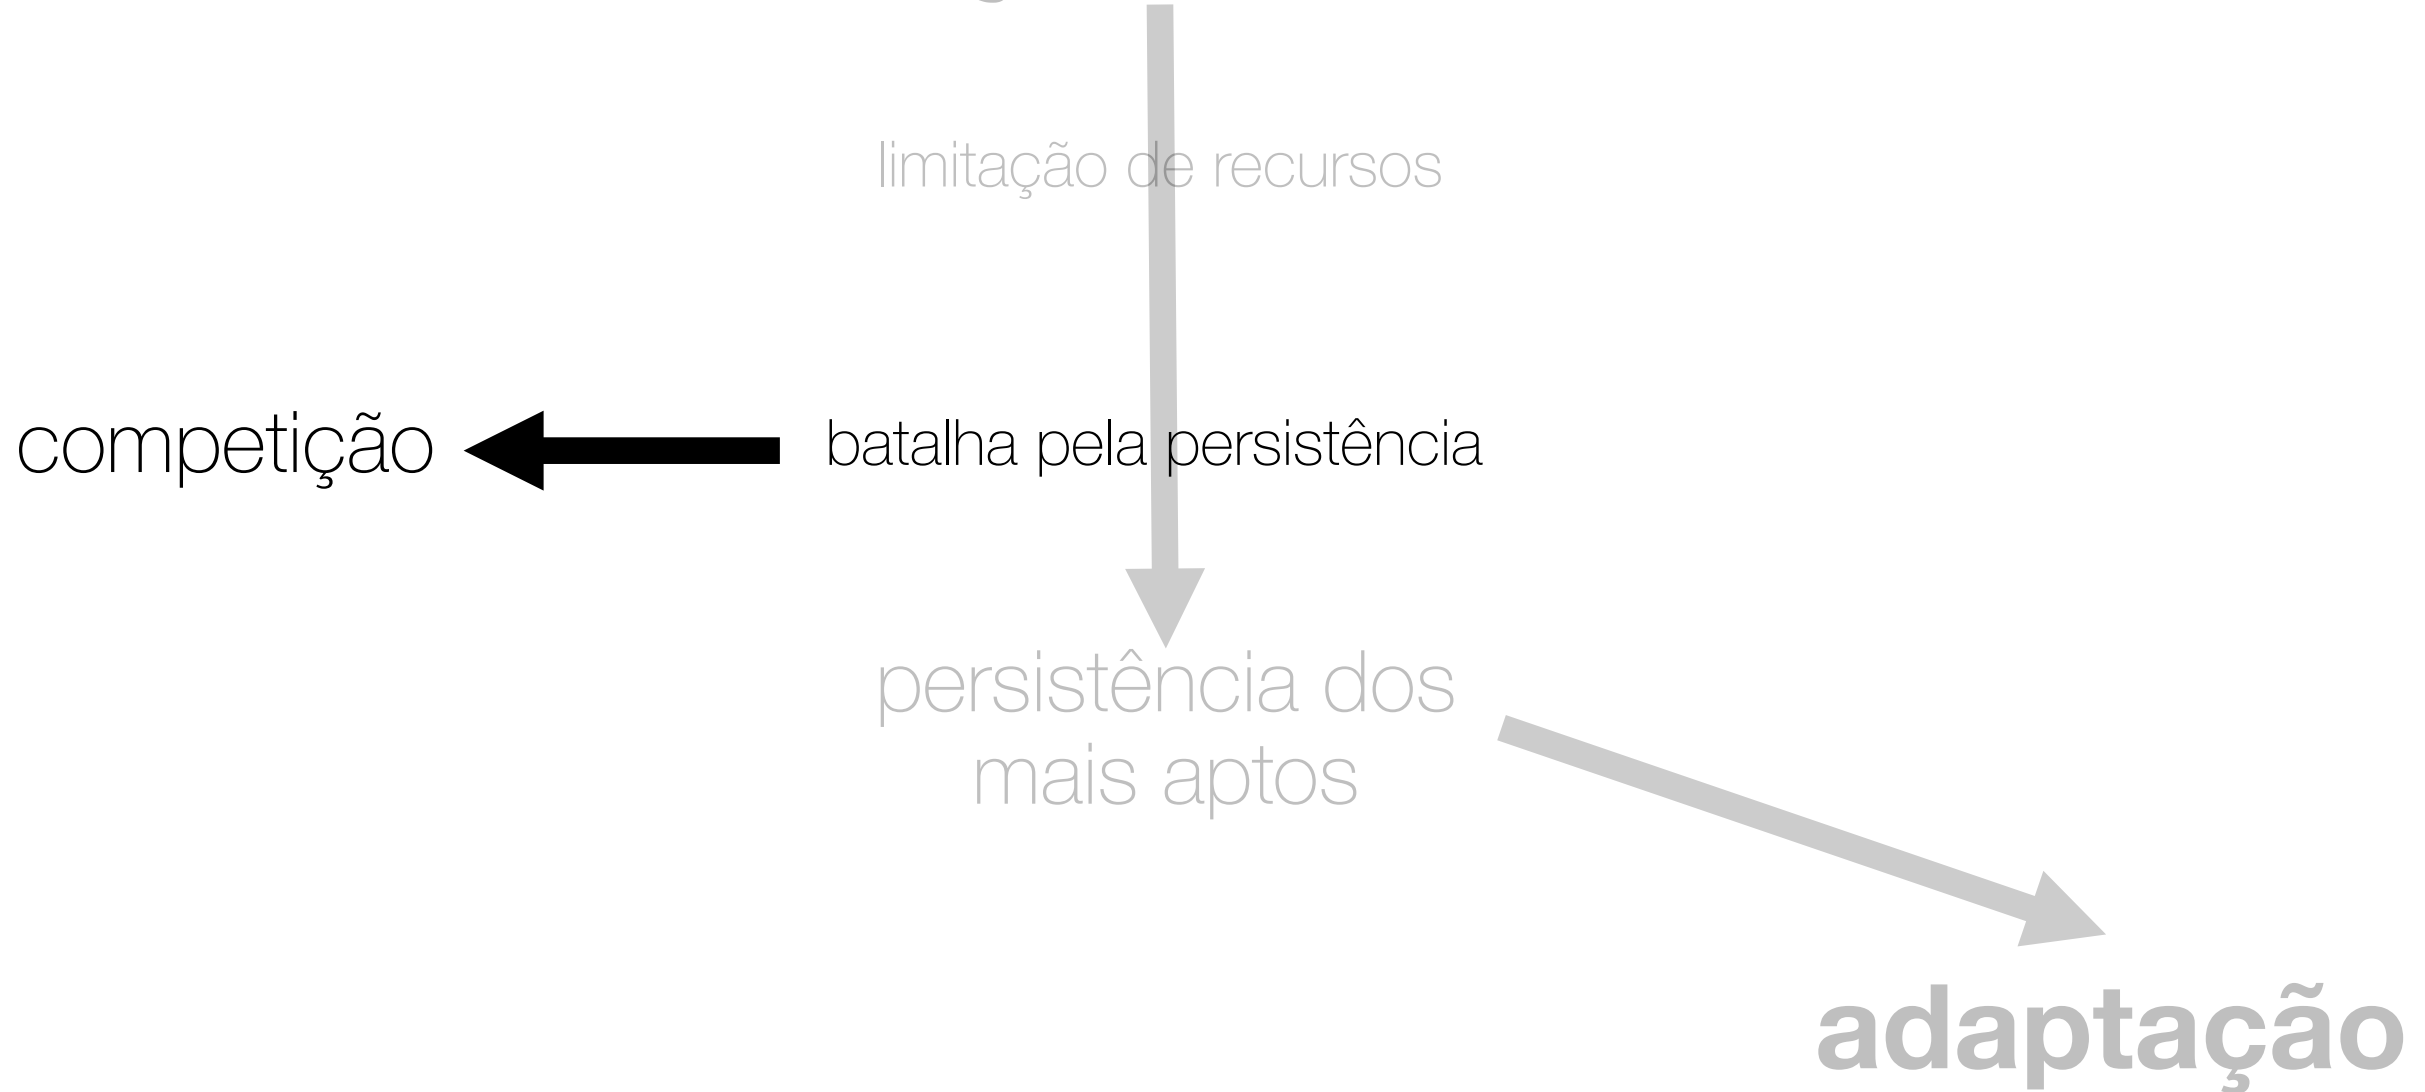 limitação de recursos
competição
batalha pela persistência
persistência dos
mais aptos
adaptação